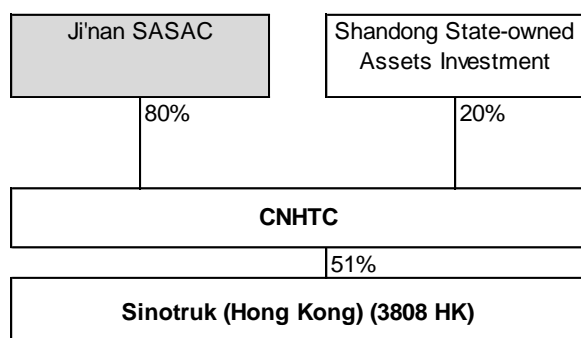 Ji'nan SASAC
Shandong State-owned
Assets Investment
80%
20%
CNHTC
51%
Sinotruk (Hong Kong) (3808 HK)